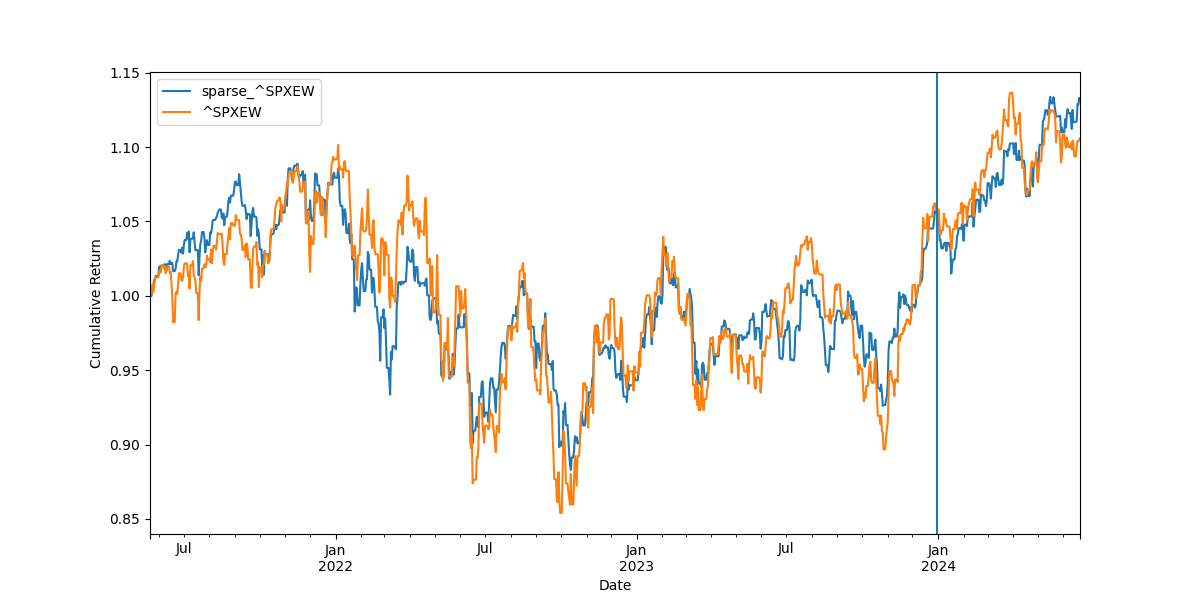 sparse_^SPXEW
^SPXEW
Cumulative Return
1.15
1.10
1.05
1.00
0.95
0.90
0.85
Jul
Jan
2022
Jul
Jan
2023
Jul
Jan
2024
Date